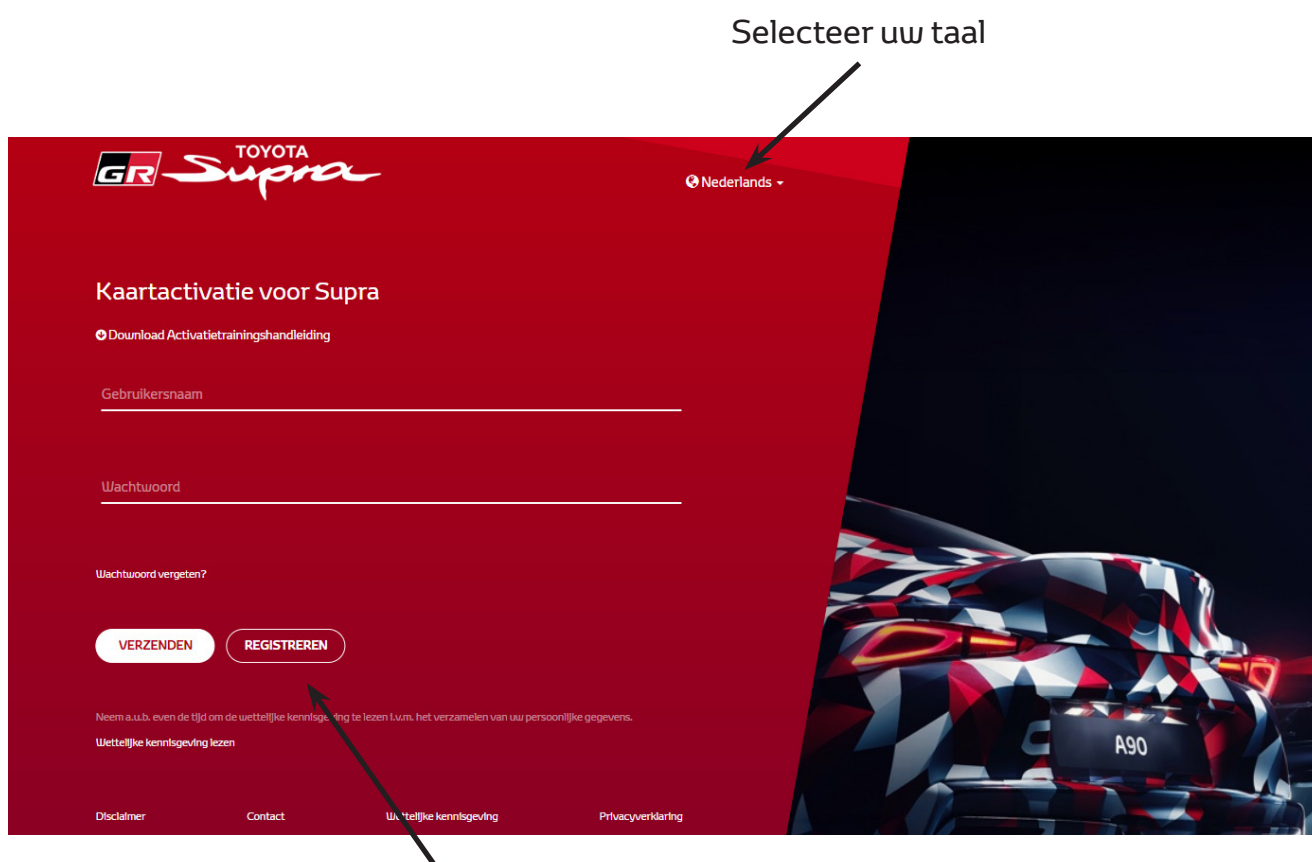 Selecteer uw taal
GR TOYOTA Supra
Nederlands
Kaartactivatie voor Supra
Download Activatietrainingshandleiding
Gebruikersnaam
Wachtwoord
Wachtwoord vergeten?
VERZENDEN REGISTREREN
Neem a.u.b. even de tijd om de wettelijke kennisgeving te lezen i.v.m. het verzamelen van uw persoonlijke gegevens.
Wettelijke kennisgeving lezen
A90
Disclaimer Contact Wettelijke kennisgeving Privacyverklaring